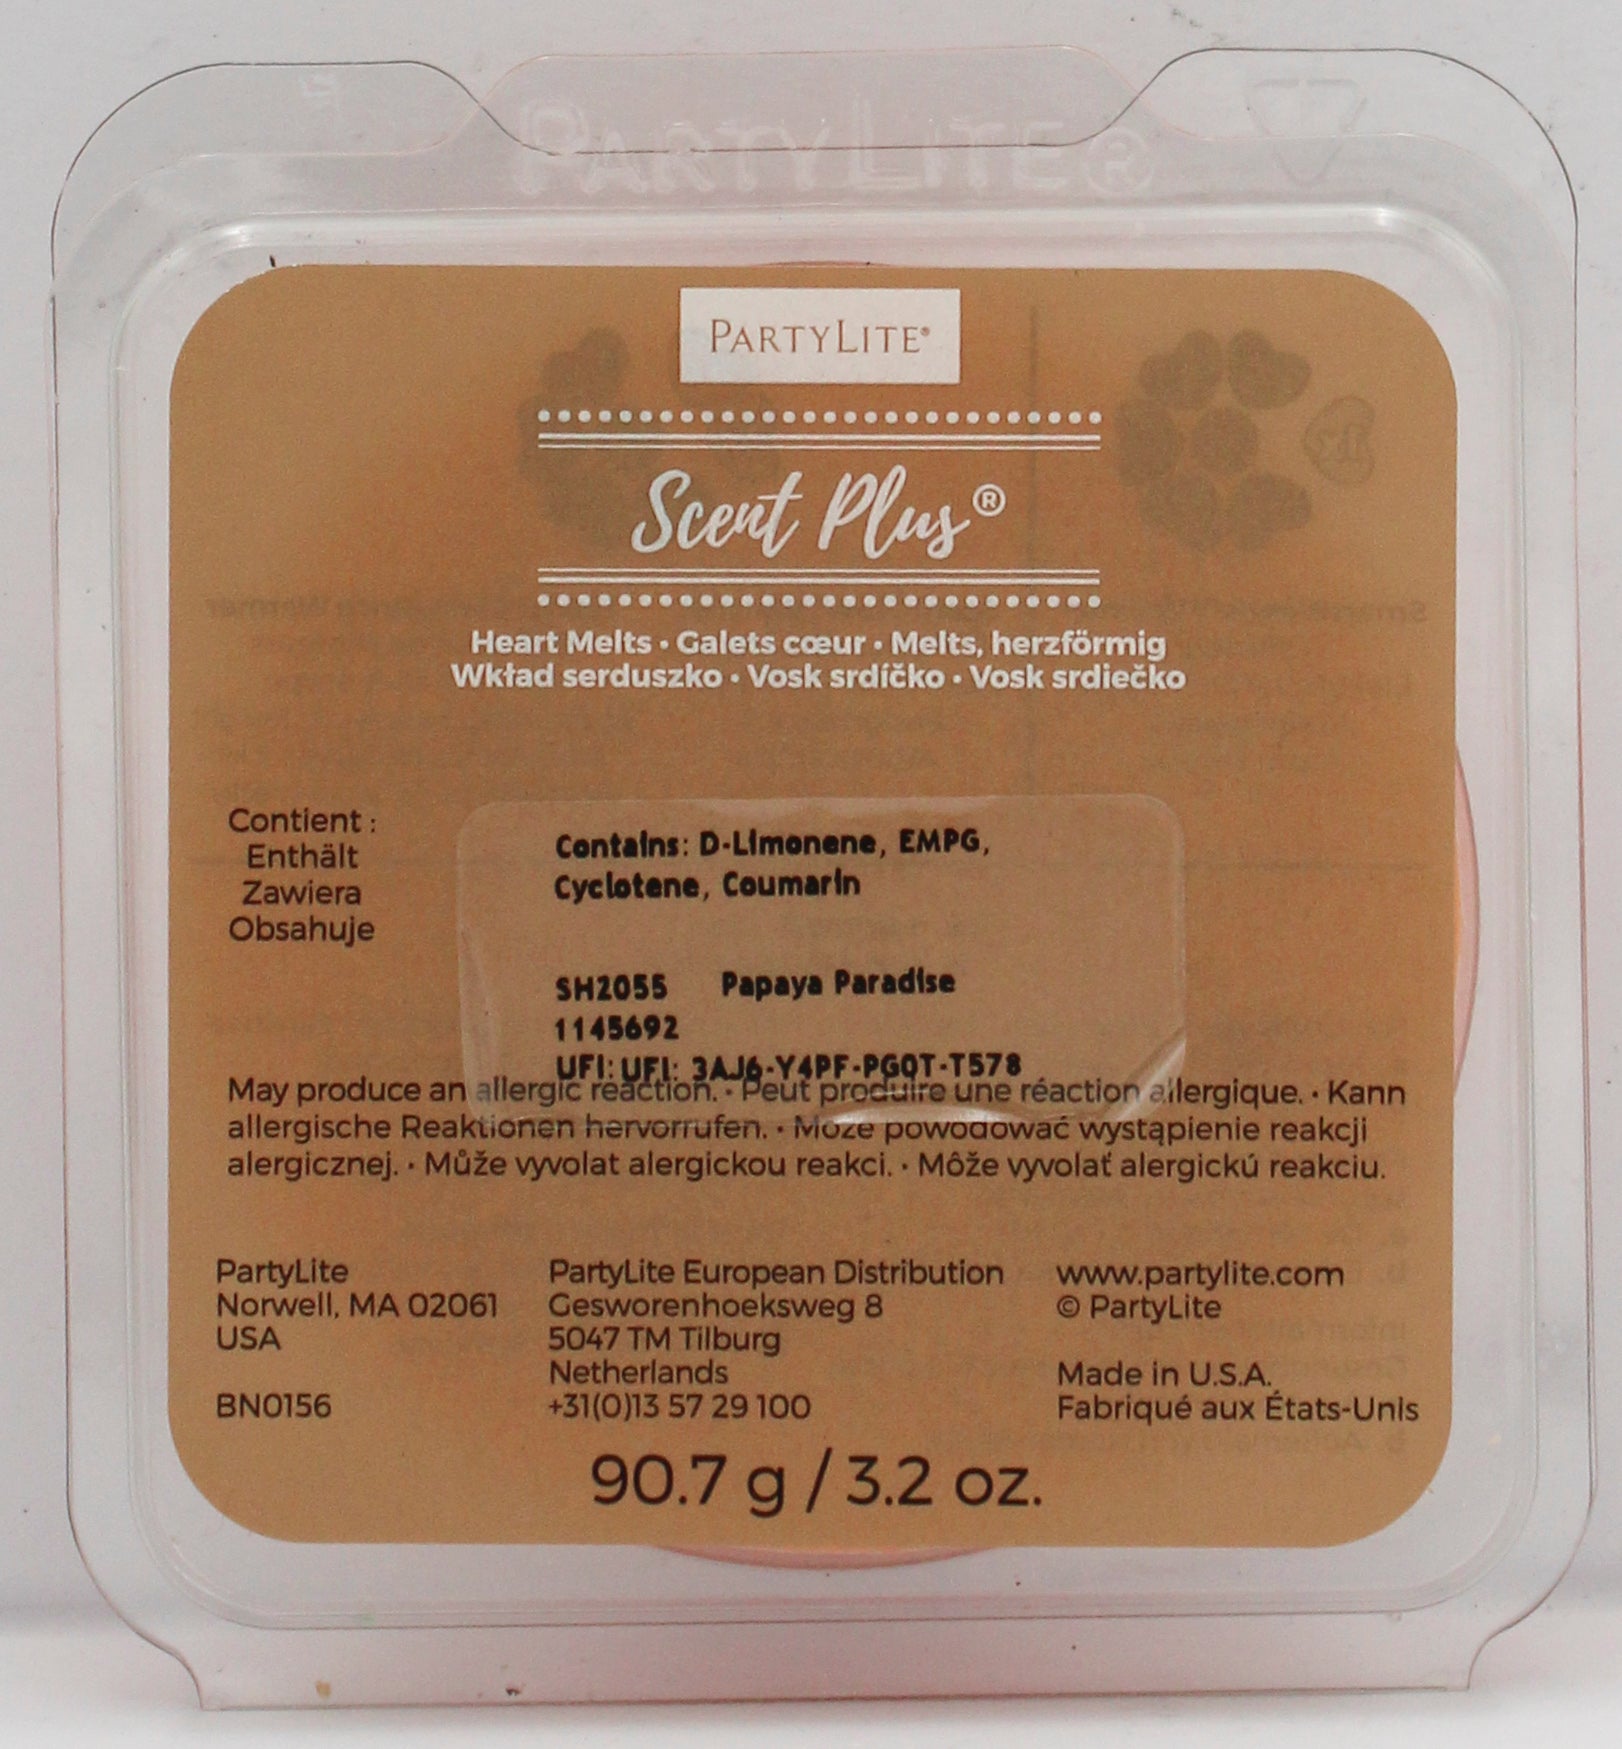 PARTYLITE®
PARTYLITE®
Scent Plus®
Heart Melts • Galets cœur • Melts, herzförmig
Wkład serduszko • Vosk srdíčko • Vosk srdiečko
Contient :
Enthält
Zawiera
Obsahuje
Contains: D-Limonene, EMPG,
Cyclotene, Coumarin
SH2055 Papaya Paradise
1145692
UFI: UFI: 3AJ6-Y4PF-PGQT-T578
May produce an allergic reaction. • Peut produire une réaction allergique. • Kann
allergische Reaktionen hervorrufen. • Może powodować wystąpienie reakcji
alergicznej. • Může vyvolat alergickou reakci. • Môže vyvolať alergickú reakciu.
PartyLite
Norwell, MA 02061
USA
BN0156
PartyLite European Distribution
Gesworenhoeksweg 8
5047 TM Tilburg
Netherlands
+31(0)13 57 29 100
www.partylite.com
© PartyLite
Made in U.S.A.
Fabriqué aux États-Unis
90.7 g / 3.2 oz.